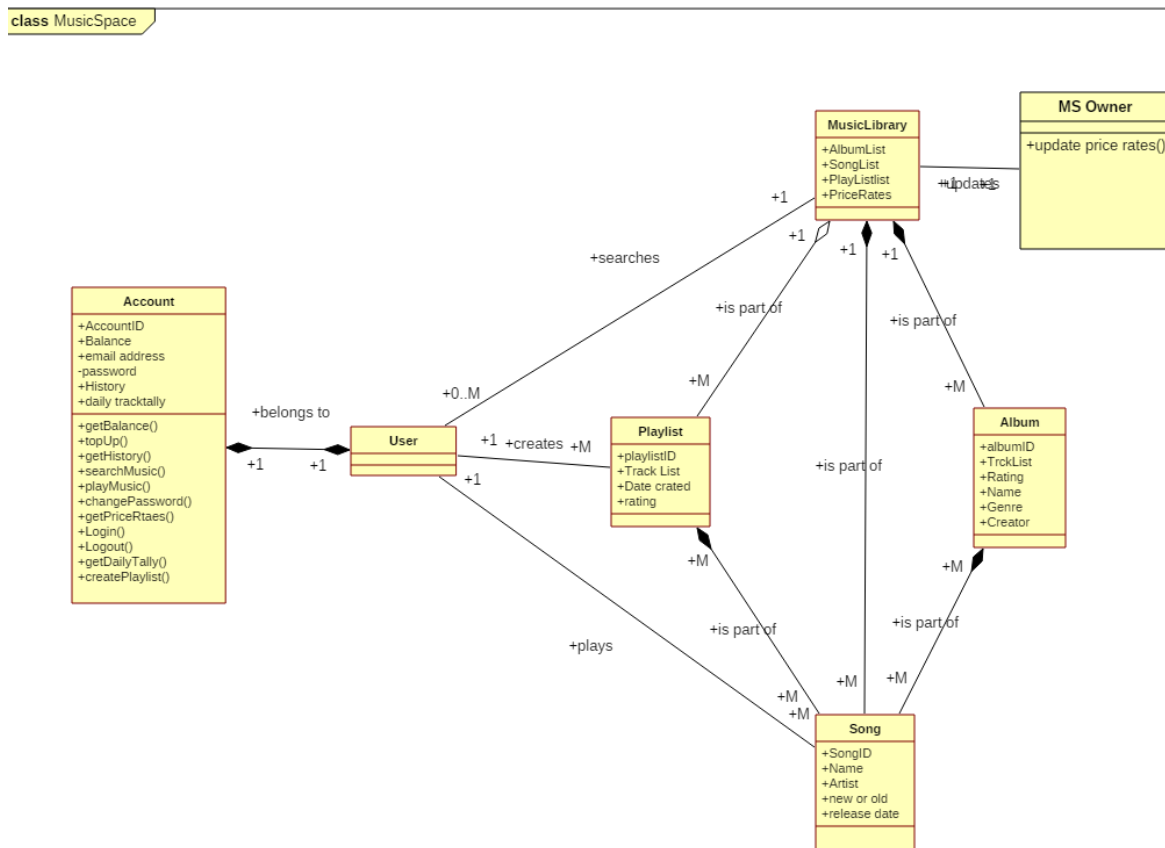 class MusicSpace
MS Owner
+update price rates()
MusicLibrary
+AlbumList
+SongList
+PlayListlist
+PriceRates
+updates
+1
+1
+1
+searches
+0..M
+1
+is part of
+M
+1
+is part of
+M
+1
+is part of
+M
Account
+AccountID
+Balance
+email address
-password
+History
+daily tracktally
+getBalance()
+topUp()
+getHistory()
+searchMusic()
+playMusic()
+changePassword()
+getPriceRtaes()
+Login()
+Logout()
+getDailyTally()
+createPlaylist()
+belongs to
+1
+1
User
+1
+creates
+M
+1
+plays
+M
Playlist
+playlistID
+Track List
+Date crated
+rating
+M
+is part of
+M
Album
+albumID
+TrckList
+Rating
+Name
+Genre
+Creator
+M
+is part of
+M
Song
+SongID
+Name
+Artist
+new or old
+release date